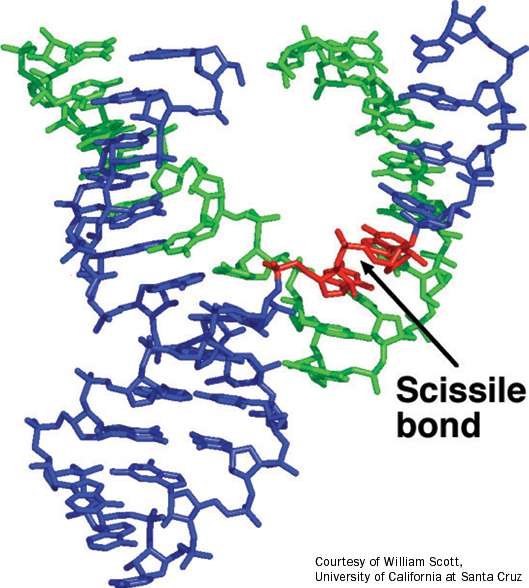 Scissile
bond
Courtesy of William Scott,
University of California at Santa Cruz